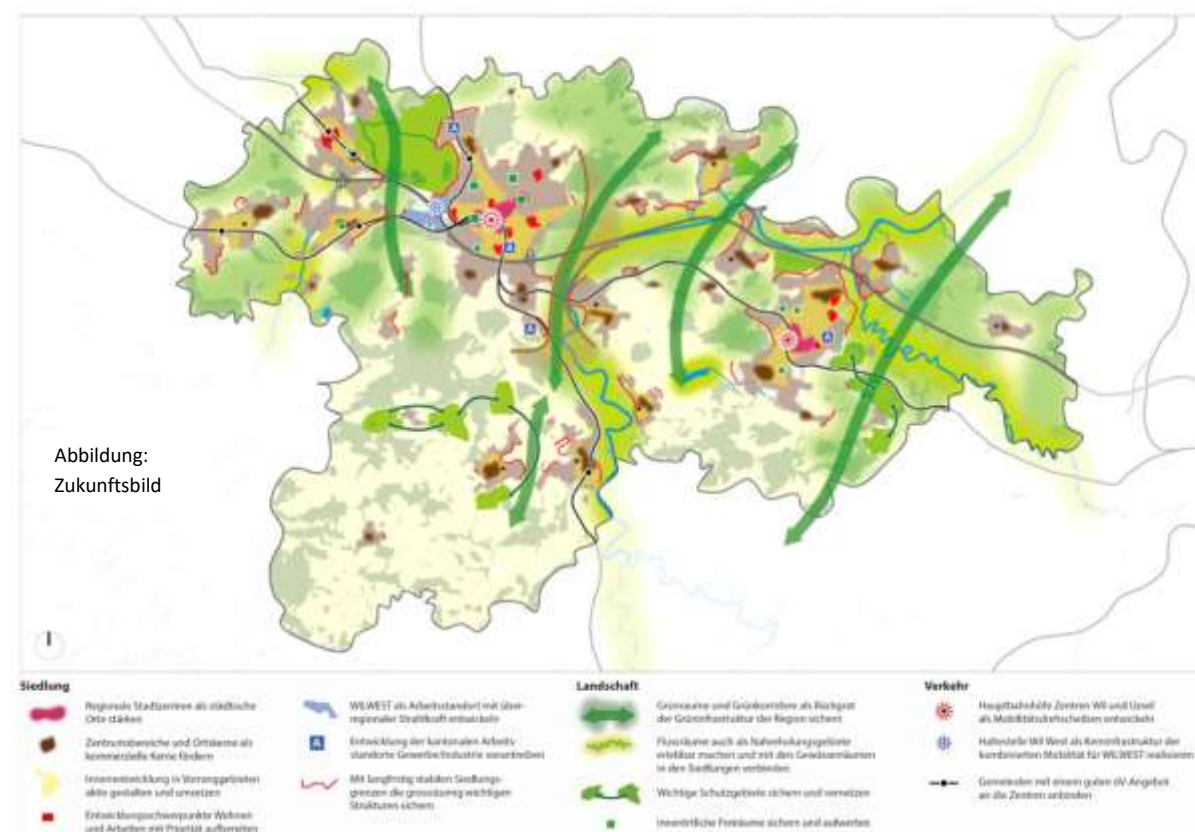 Abbildung:
Zukunftsbild
A
A
A
A
Siedlung
Regionale Stadtzentren als städtische
Orte stärken
Zentrumsbereiche und Ortskerne als
kommerzielle Kerne fördern
Innenentwicklung in Vorranggebieten
aktiv gestalten und umsetzen
Entwicklungsschwerpunkte Wohnen
und Arbeiten mit Priorität aufbereiten
WILWEST als Arbeitsstandort mit über-
regionaler Strahlkraft entwickeln
A
Entwicklung der kantonalen Arbeits-
standorte Gewerbe/Industrie vorantreiben
Mit langfristig stabilen Siedlungs-
grenzen die grossräumig wichtigen
Strukturen sichern
Landschaft
Grünräume und Grünkorridore als Rückgrat
der Grüninfrastruktur der Region sichern
Flussräume auch als Naherholungsgebiete
erlebbar machen und mit den Gewässerräumen
in den Siedlungen verbinden
Wichtige Schutzgebiete sichern und vernetzen
Innerörtliche Freiräume sichern und aufwerten
Verkehr
Hauptbahnhöfe Zentren Wil und Uzwil
als Mobilitätsdrehscheiben entwickeln
Haltestelle Wil West als Kerninfrastruktur der
kombinierten Mobilität für WILWEST realisieren
Gemeinden mit einem guten öV-Angebot
an die Zentren anbinden